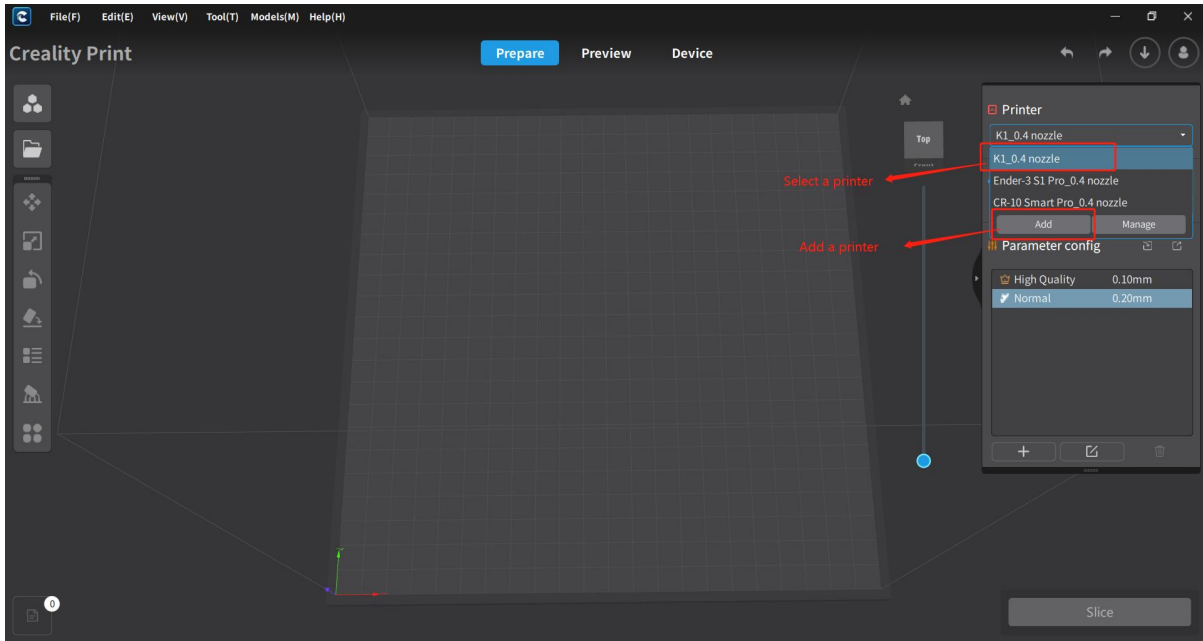 File(F) Edit(E) View(V) Tool(T) Models(M) Help(H)
Creality Print
Prepare Preview Device
Printer
K1_0.4 nozzle
Top
Front
K1_0.4 nozzle
Select a printer
Ender-3 S1 Pro_0.4 nozzle
CR-10 Smart Pro_0.4 nozzle
Add Manage
Add a printer
Parameter config
High Quality 0.10mm
Normal 0.20mm
0
Slice